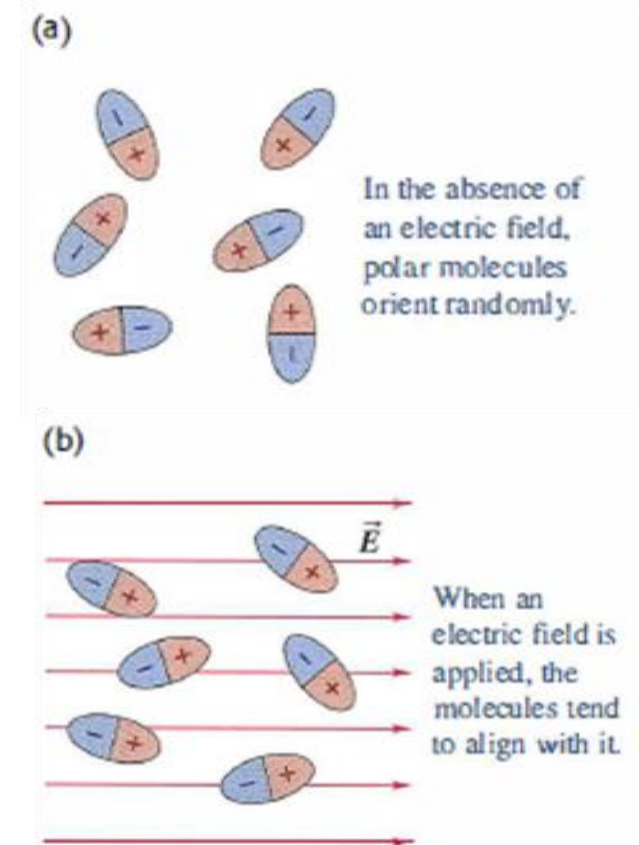 (a)
In the absence of
an electric field,
polar molecules
orient randomly.
(b)
E
When an
electric field is
applied, the
molecules tend
to align with it.